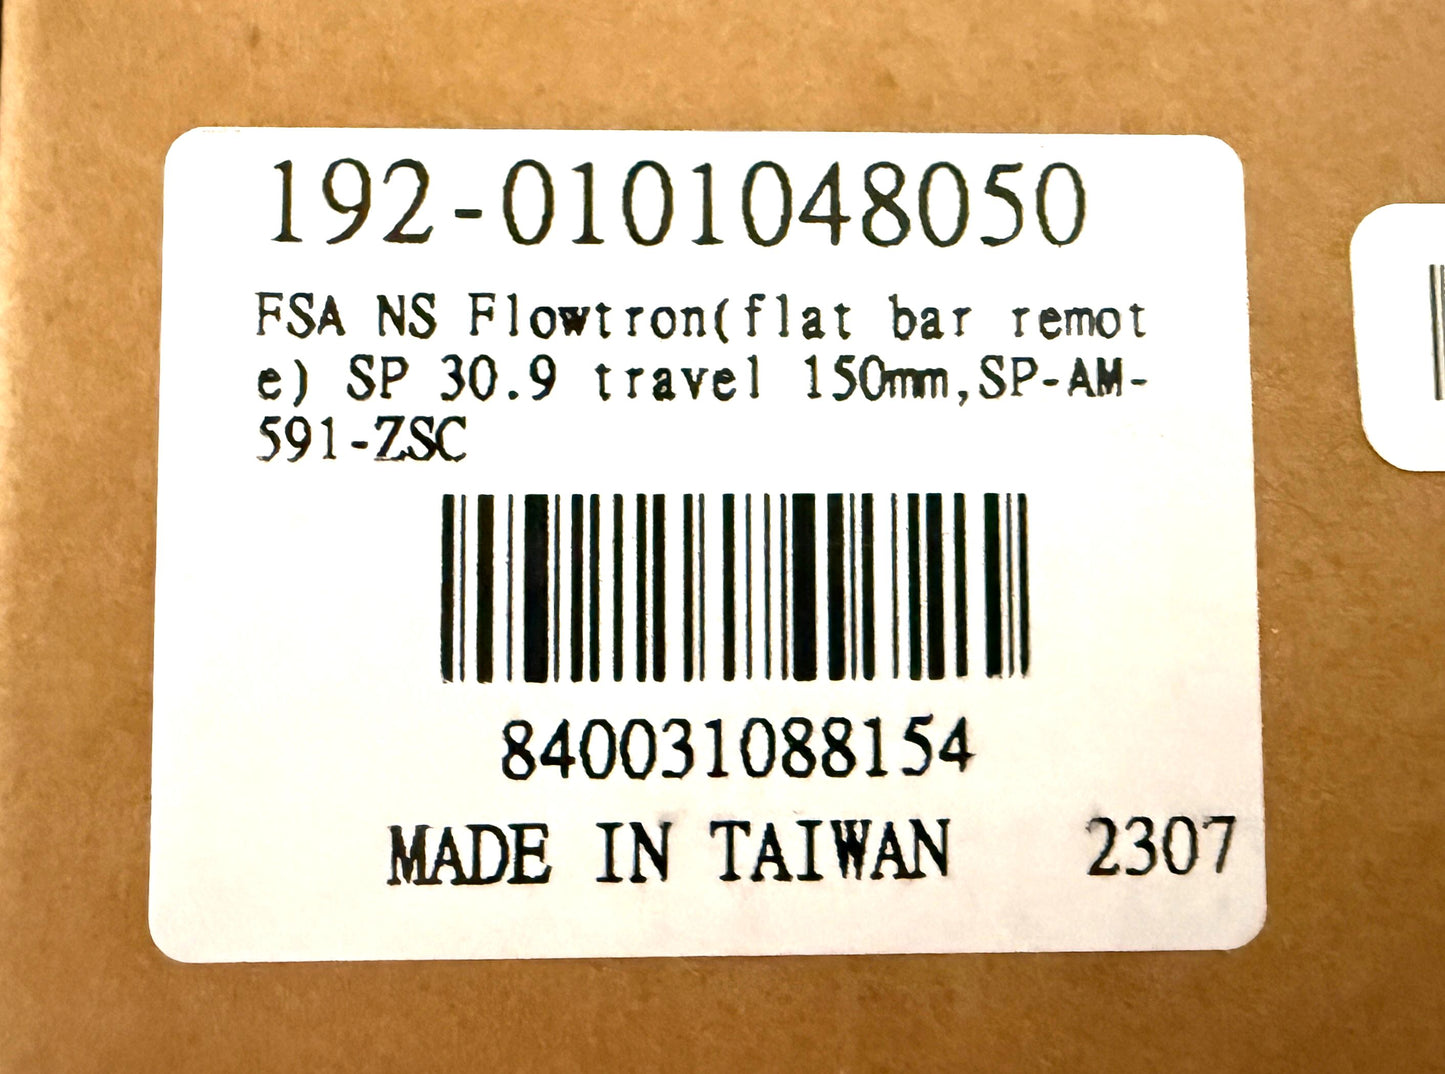 192-0101048050
FSA NS Flowtron(flat bar remot
e) SP 30.9 travel 150mm,SP-AM-
591-ZSC
840031088154
MADE IN TAIWAN 2307